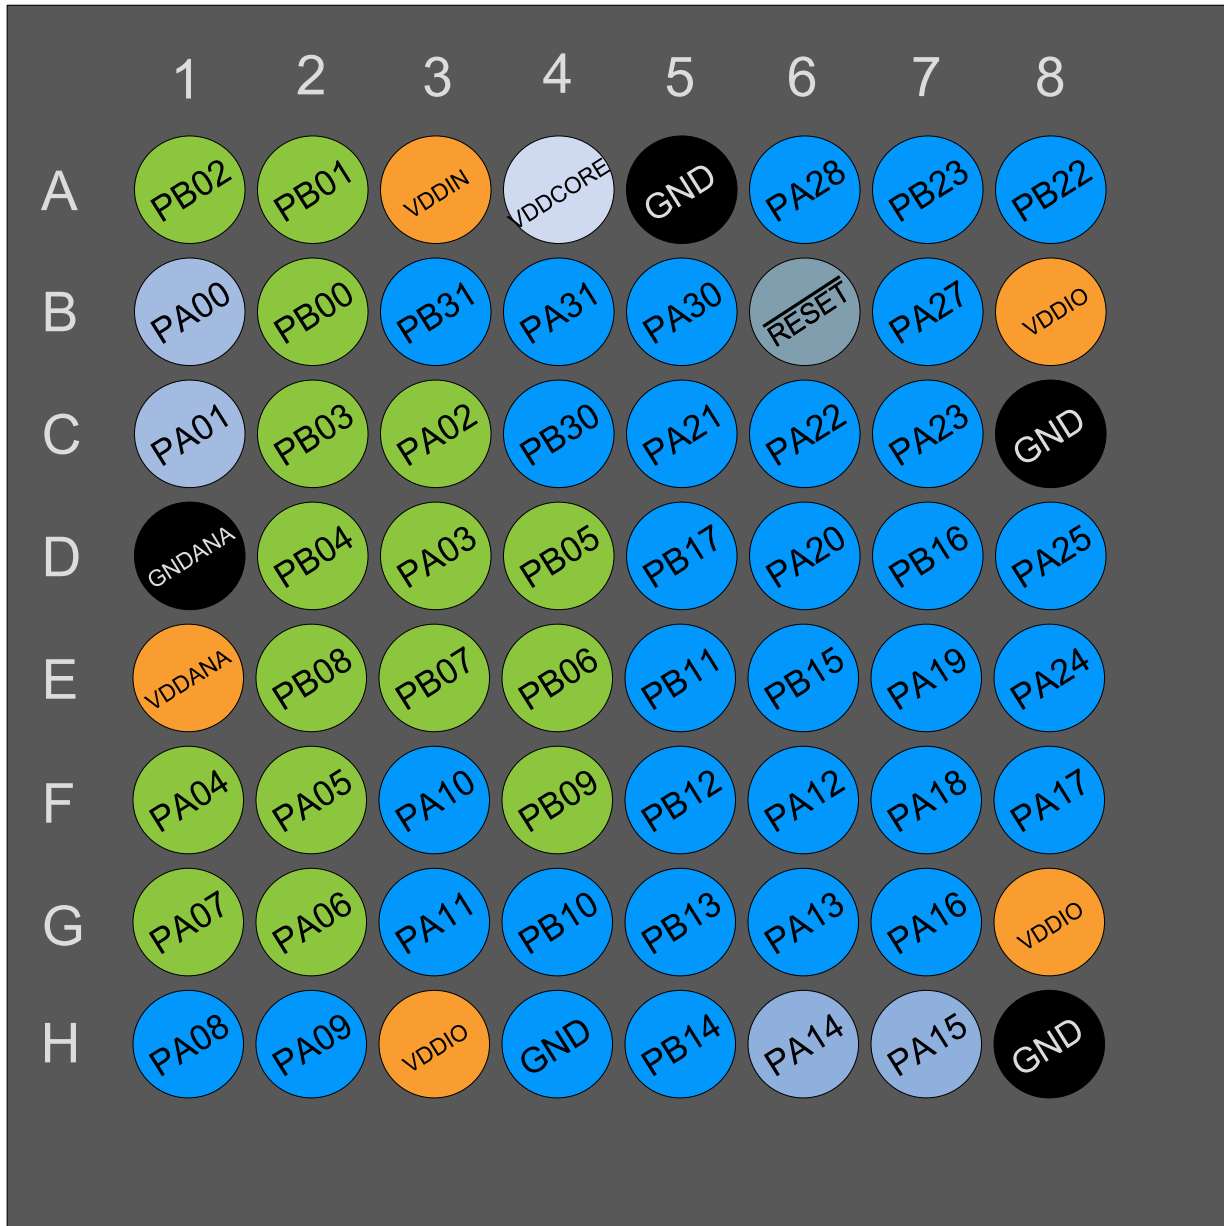 1 2 3 4 5 6 7 8
A PB02 PB01 VDDIN VDDCORE GND PA28 PB23 PB22
B PA00 PB00 PB31 PA31 PA30 RESET PA27 VDDIO
C PA01 PB03 PA02 PB30 PA21 PA22 PA23 GND
D GNDANA PB04 PA03 PB05 PB17 PA20 PB16 PA25
E VDDANA PB08 PB07 PB06 PB11 PB15 PA19 PA24
F PA04 PA05 PA10 PB09 PB12 PA12 PA18 PA17
G PA07 PA06 PA11 PB10 PB13 PA13 PA16 VDDIO
H PA08 PA09 VDDIO GND PB14 PA14 PA15 GND